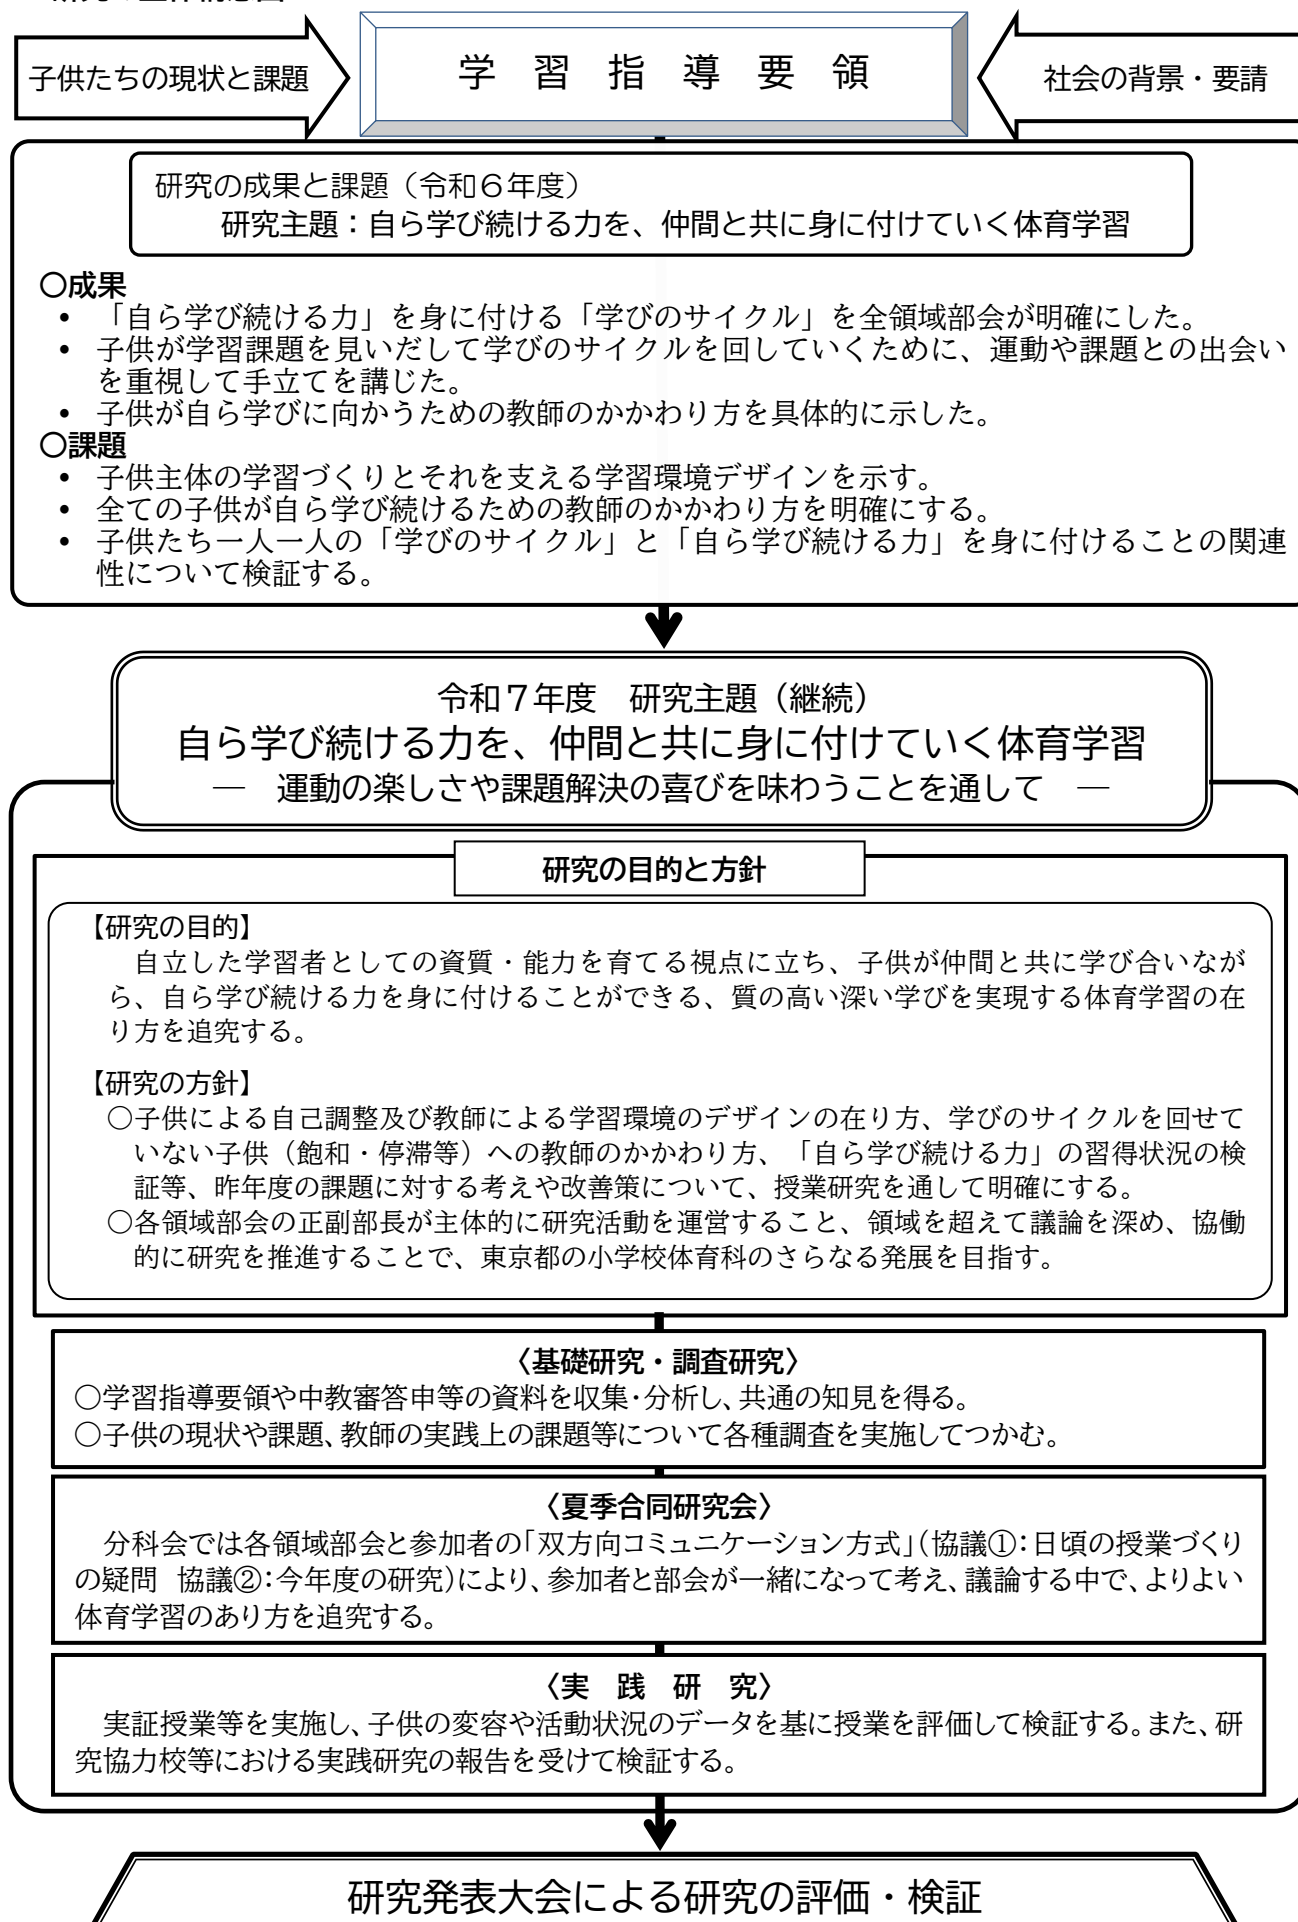 子供たちの現状と課題
学 習 指 導 要 領
社会の背景・要請
研究の成果と課題（令和６年度）
研究主題：自ら学び続ける力を、仲間と共に身に付けていく体育学習
○成果
• 「自ら学び続ける力」を身に付ける「学びのサイクル」を全領域部会が明確にした。
• 子供が学習課題を見いだして学びのサイクルを回していくために、運動や課題との出会い
を重視して手立てを講じた。
• 子供が自ら学びに向かうための教師のかかわり方を具体的に示した。
○課題
• 子供主体の学習づくりとそれを支える学習環境デザインを示す。
• 全ての子供が自ら学び続けるための教師のかかわり方を明確にする。
• 子供たち一人一人の「学びのサイクル」と「自ら学び続ける力」を身に付けることの関連
性について検証する。
令和７年度　研究主題（継続）
自ら学び続ける力を、仲間と共に身に付けていく体育学習
―　運動の楽しさや課題解決の喜びを味わうことを通して　―
研究の目的と方針
【研究の目的】
自立した学習者としての資質・能力を育てる視点に立ち、子供が仲間と共に学び合いなが
ら、自ら学び続ける力を身に付けることができる、質の高い深い学びを実現する体育学習の在
り方を追究する。
【研究の方針】
○子供による自己調整及び教師による学習環境のデザインの在り方、学びのサイクルを回せて
いない子供（飽和・停滞等）への教師のかかわり方、「自ら学び続ける力」の習得状況の検
証等、昨年度の課題に対する考えや改善策について、授業研究を通して明確にする。
○各領域部会の正副部長が主体的に研究活動を運営すること、領域を超えて議論を深め、協働
的に研究を推進することで、東京都の小学校体育科のさらなる発展を目指す。
〈基礎研究・調査研究〉
○学習指導要領や中教審答申等の資料を収集･分析し、共通の知見を得る。
○子供の現状や課題、教師の実践上の課題等について各種調査を実施してつかむ。
〈夏季合同研究会〉
分科会では各領域部会と参加者の「双方向コミュニケーション方式」（協議①：日頃の授業づくり
の疑問　協議②：今年度の研究）により、参加者と部会が一緒になって考え、議論する中で、よりよい
体育学習のあり方を追究する。
〈実　践　研　究〉
実証授業等を実施し、子供の変容や活動状況のデータを基に授業を評価して検証する。また、研
究協力校等における実践研究の報告を受けて検証する。
研究発表大会による研究の評価・検証